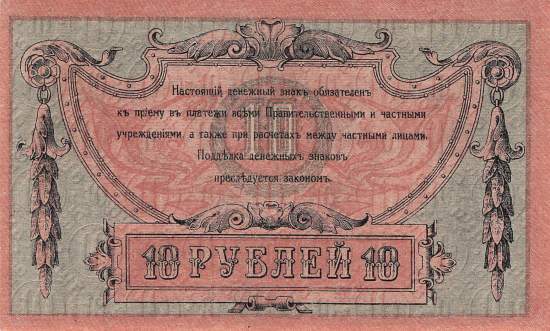 Настоящій денежный знакъ обязателенъ
къ пріему въ платежи всѣми Правительственными и частными
учрежденіями, а также при расчетахъ между частными лицами.
Поддѣлка денежныхъ знаковъ
преслѣдуется закономъ.
10
10 РУБЛЕЙ 10